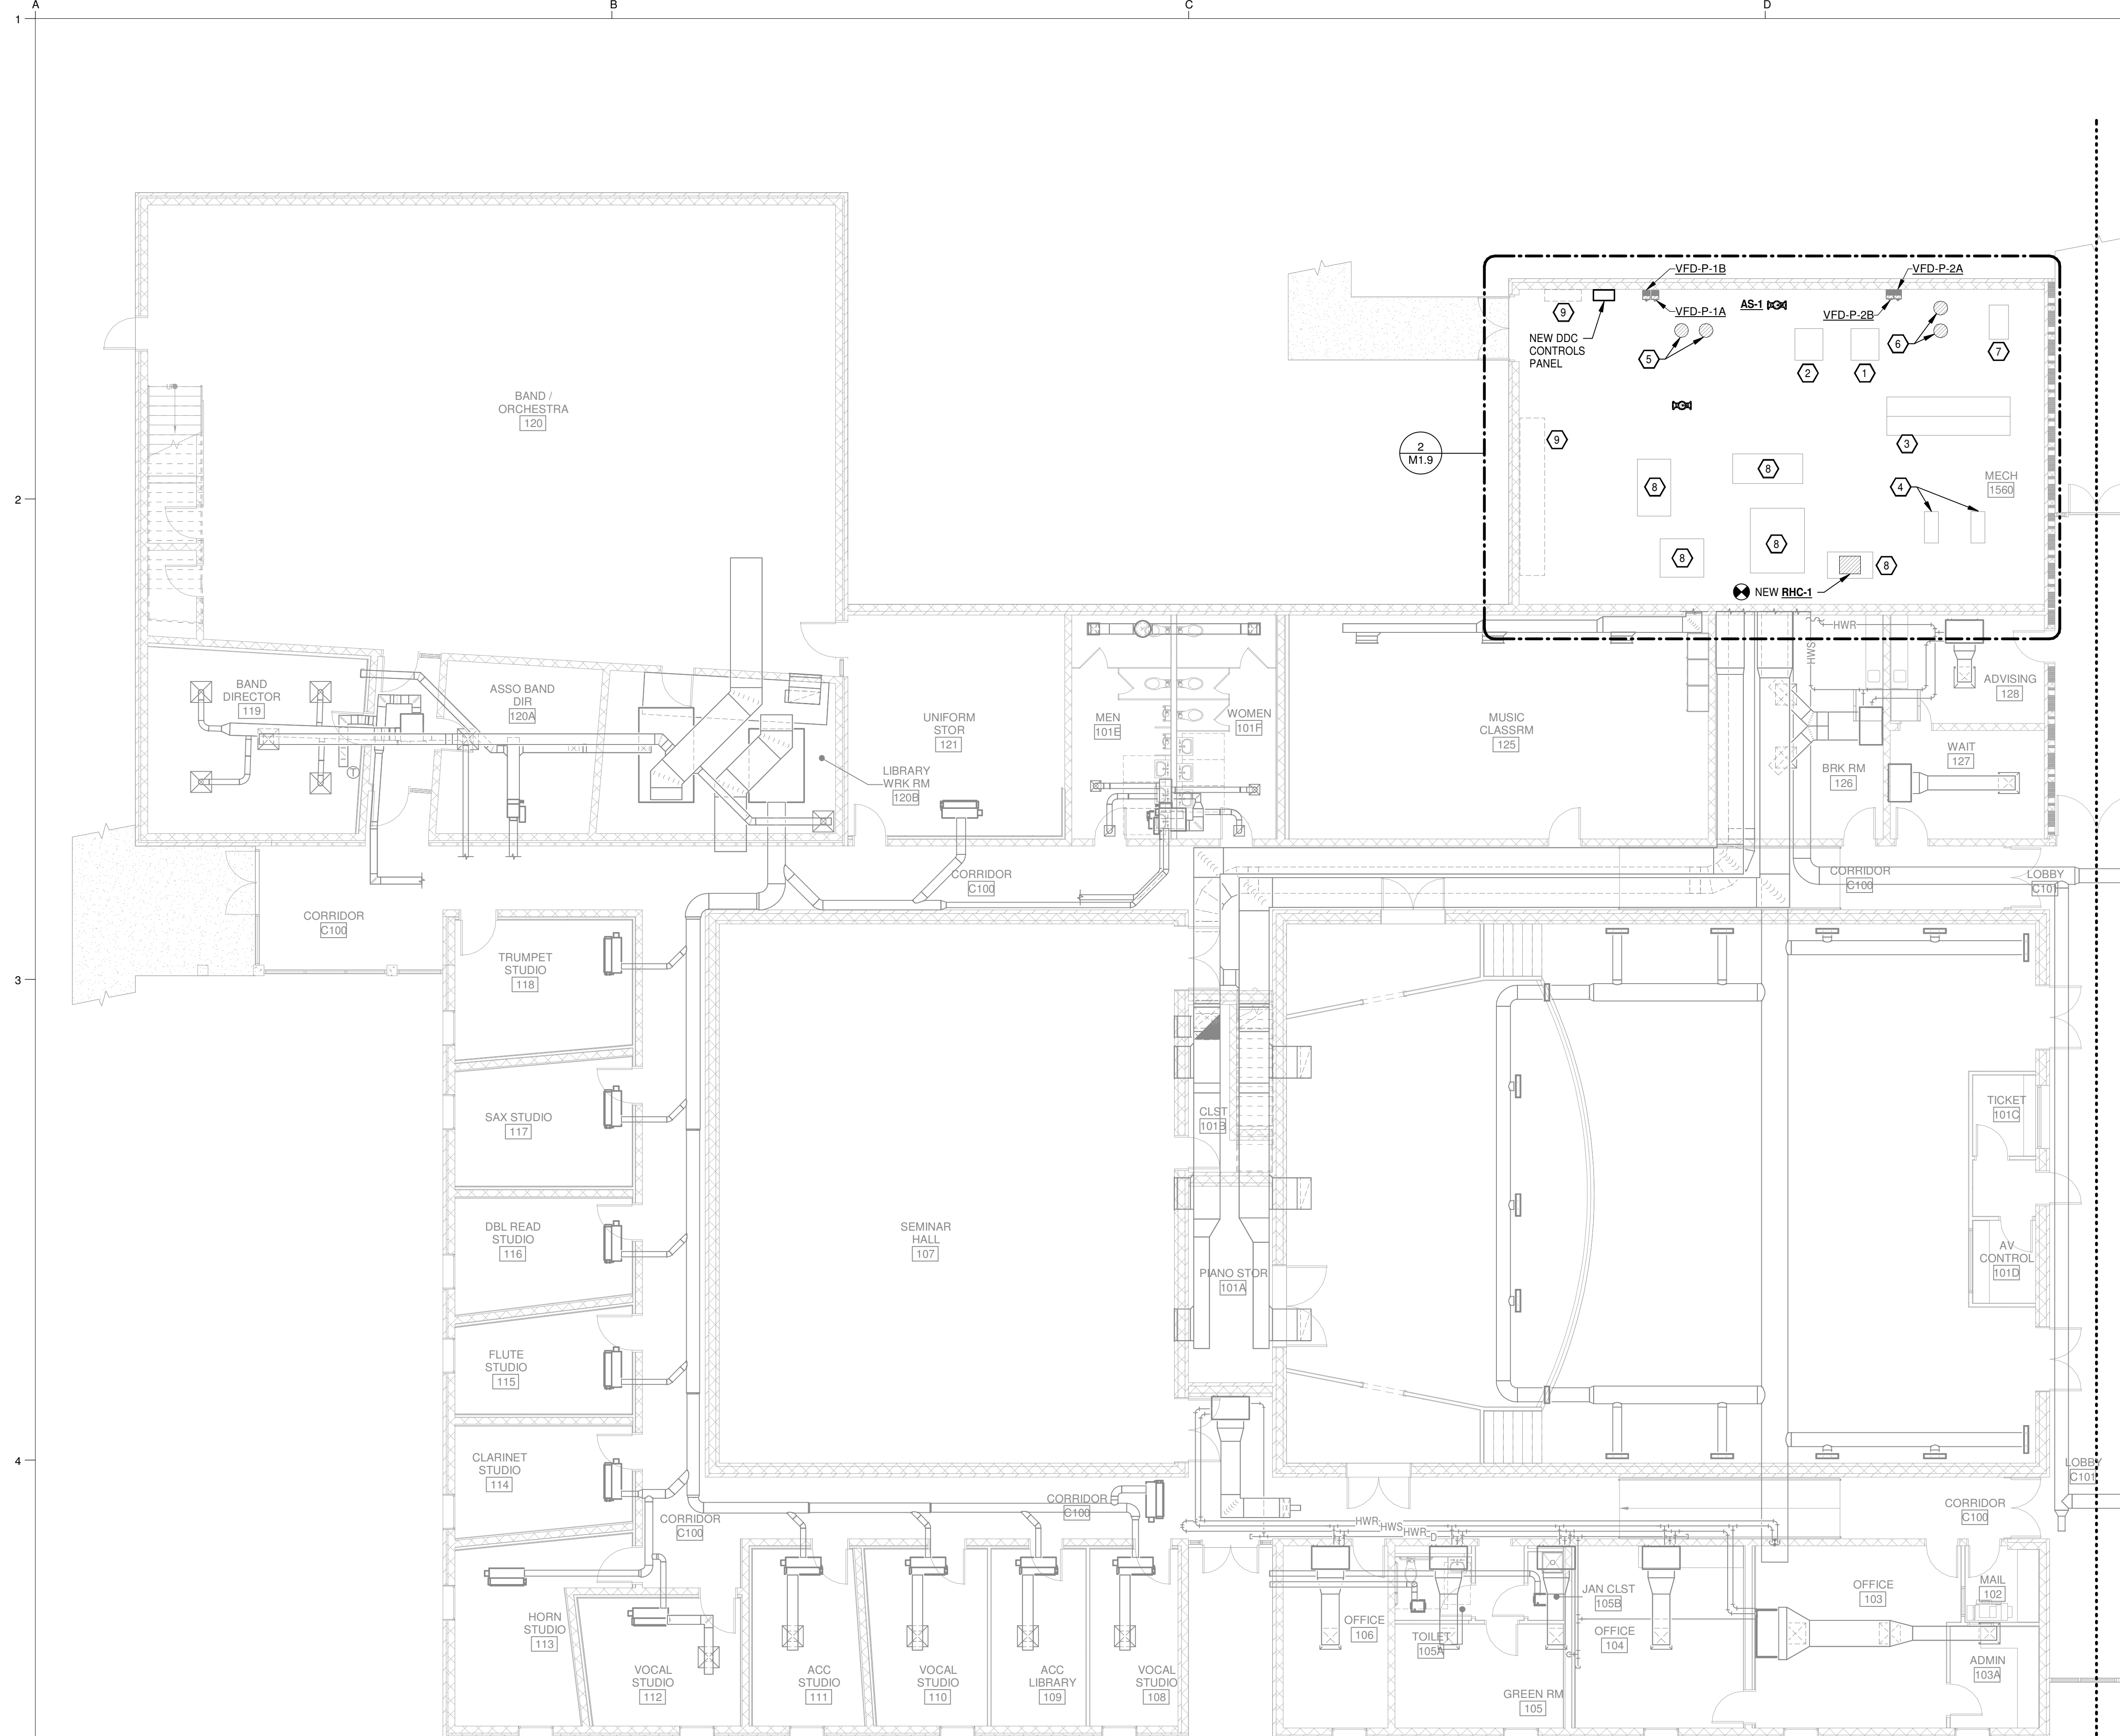 A
B
C
D
1
2
3
4
VFD-P-1B
VFD-P-2A
AS-1
VFD-P-1A
VFD-P-2B
9
NEW DDC
CONTROLS
PANEL
5
6
7
2
1
2
M1.9
9
3
8
8
MECH
1560
4
8
8
8
NEW RHC-1
UP
BAND /
ORCHESTRA
120
HWR
HWS
BAND
DIRECTOR
119
ASSO BAND
DIR
120A
T
LIBRARY
WRK RM
120B
UNIFORM
STOR
121
MEN
101E
WOMEN
101F
MUSIC
CLASSRM
125
ADVISING
128
WAIT
127
BRK RM
126
CORRIDOR
C100
CORRIDOR
C100
CORRIDOR
C100
LOBBY
C101
TRUMPET
STUDIO
118
SAX STUDIO
117
DBL READ
STUDIO
116
FLUTE
STUDIO
115
CLARINET
STUDIO
114
SEMINAR
HALL
107
CLST
101B
PIANO STOR
101A
TICKET
101C
AV
CONTROL
101D
LOBBY
C101
CORRIDOR
C100
CORRIDOR
C100
CORRIDOR
C100
HWR
HWS
HWR
D
HORN
STUDIO
113
VOCAL
STUDIO
112
ACC
STUDIO
111
VOCAL
STUDIO
110
ACC
LIBRARY
109
VOCAL
STUDIO
108
OFFICE
106
TOILET
105A
JAN CLST
105B
OFFICE
104
GREEN RM
105
OFFICE
103
MAIL
102
ADMIN
103A